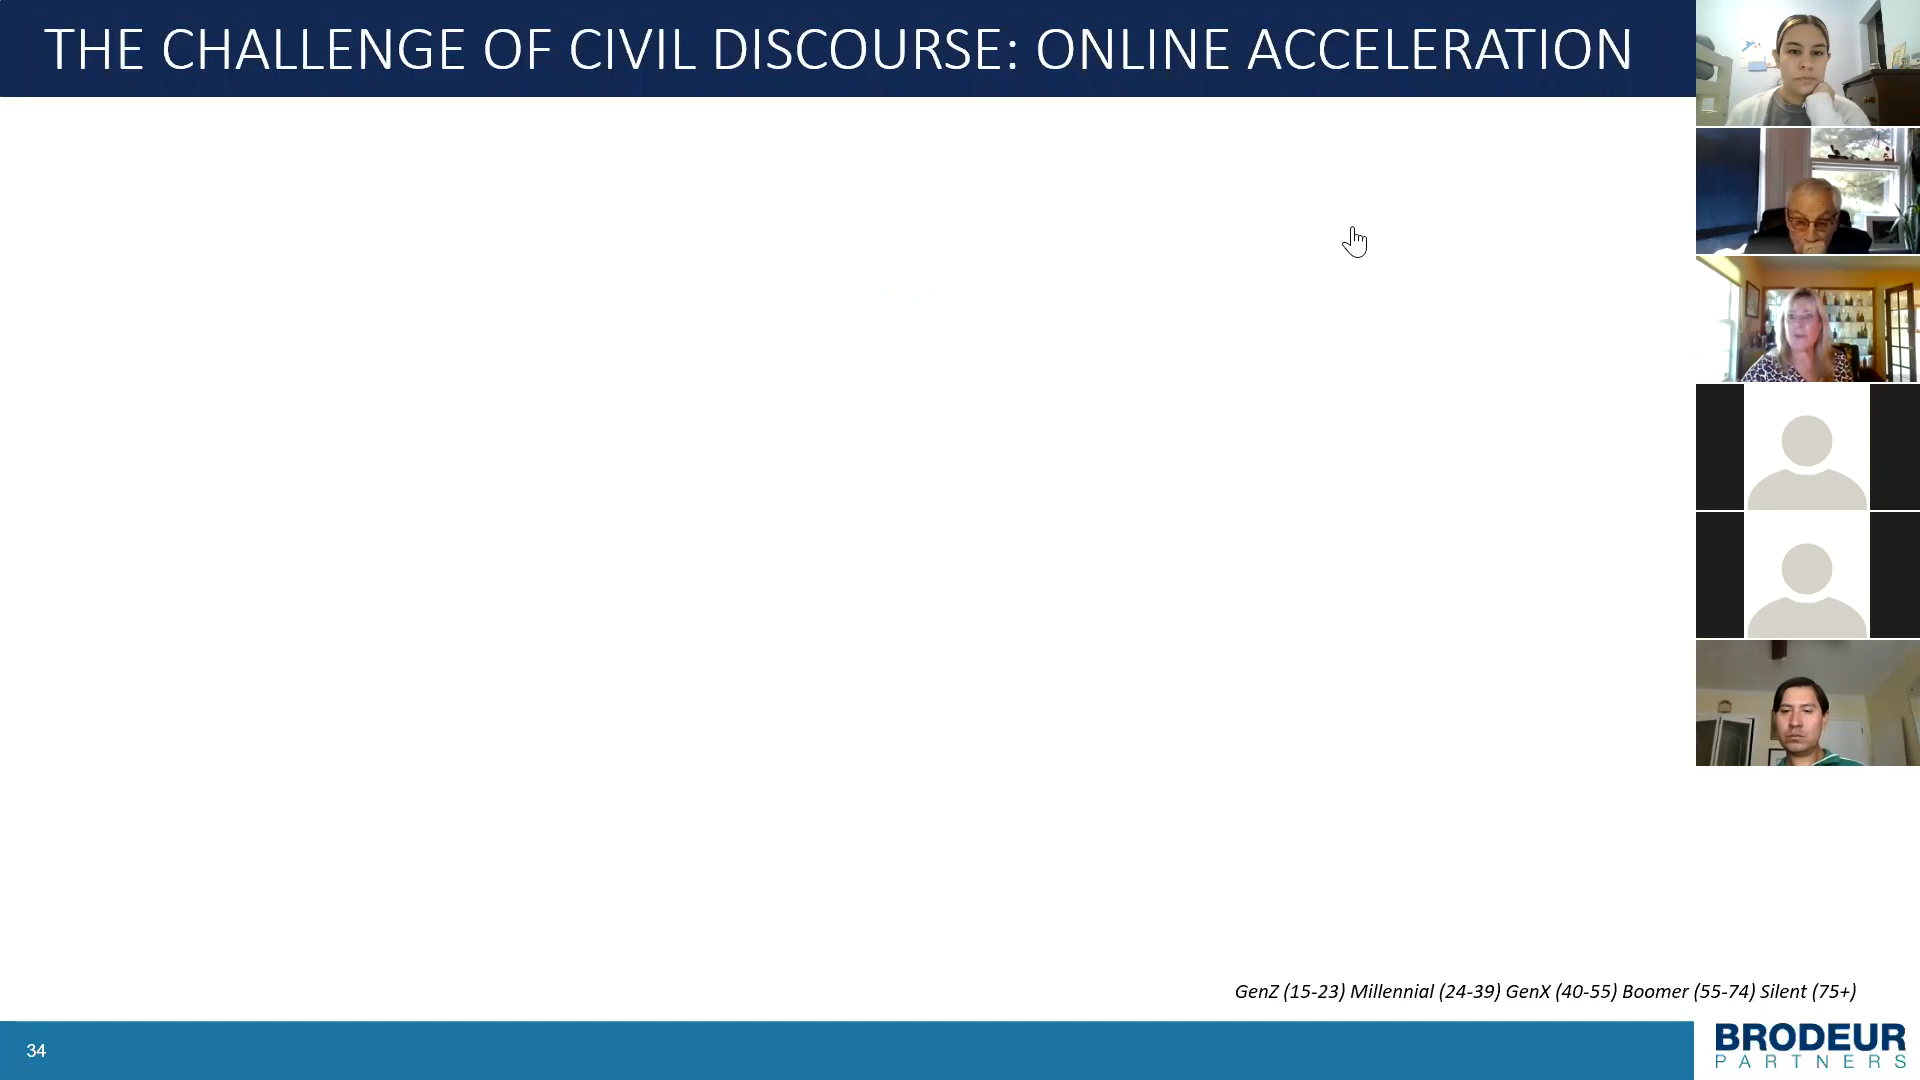 THE CHALLENGE OF CIVIL DISCOURSE: ONLINE ACCELERATION
GenZ (15-23) Millennial (24-39) GenX (40-55) Boomer (55-74) Silent (75+)
34
BRODEUR
PARTNERS